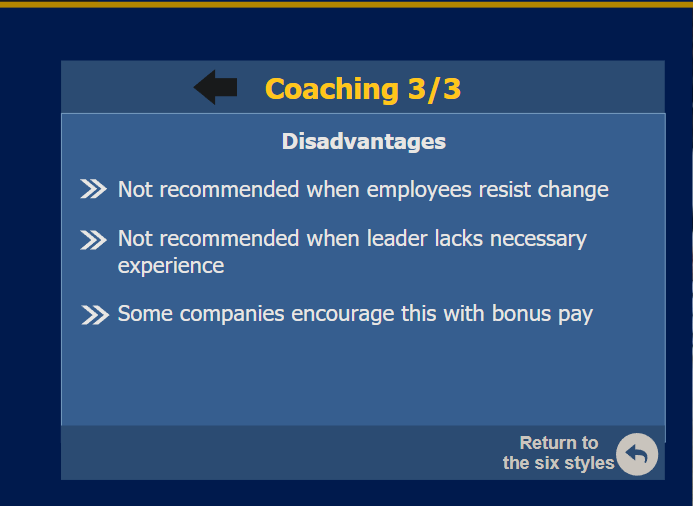 Coaching 3/3
Disadvantages
Not recommended when employees resist change
Not recommended when leader lacks necessary
experience
Some companies encourage this with bonus pay
Return to
the six styles